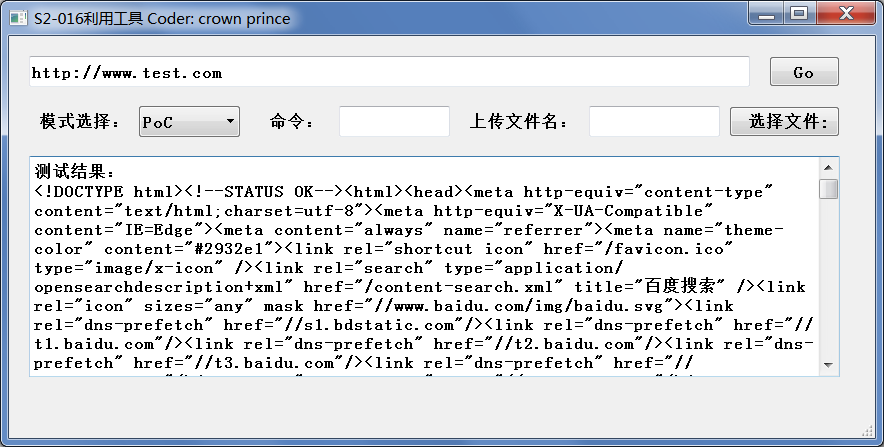 S2-016利用工具 Coder: crown prince
http://www.test.com
Go
模式选择: PoC 命令: 上传文件名: 选择文件:
测试结果:
<!DOCTYPE html><!--STATUS OK--><html><head><meta http-equiv="content-type"
content="text/html;charset=utf-8"><meta http-equiv="X-UA-Compatible"
content="IE=Edge"><meta content="always" name="referrer"><meta name="theme-
color" content="#2932e1"><link rel="shortcut icon" href="/favicon.ico"
type="image/x-icon" /><link rel="search" type="application/
opensearchdescription+xml" href="/content-search.xml" title="百度搜索" /><link
rel="icon" sizes="any" mask href="//www.baidu.com/img/baidu.svg"><link
rel="dns-prefetch" href="//s1.bdstatic.com"/><link rel="dns-prefetch" href="//
t1.baidu.com"/><link rel="dns-prefetch" href="//t2.baidu.com"/><link rel="dns-
prefetch" href="//t3.baidu.com"/><link rel="dns-prefetch" href="//